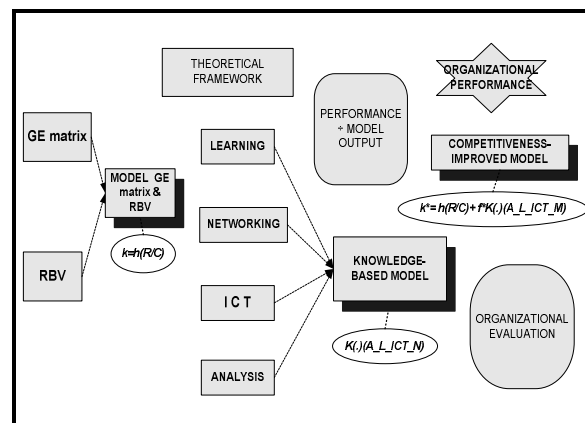 THEORETICAL
FRAMEWORK
ORGANIZATIONAL
PERFORMANCE
PERFORMANCE
÷ MODEL
OUTPUT
GE matrix
LEARNING
COMPETITIVENESS-
IMPROVED MODEL
MODEL GE
matrix &
RBV
k*= h(R/C)+ f*K(.)(A_L_ICT_M)
NETWORKING
k=h(R/C)
KNOWLEDGE-
BASED MODEL
RBV
I C T
ORGANIZATIONAL
EVALUATION
K(.)(A_L_ICT_N)
ANALYSIS